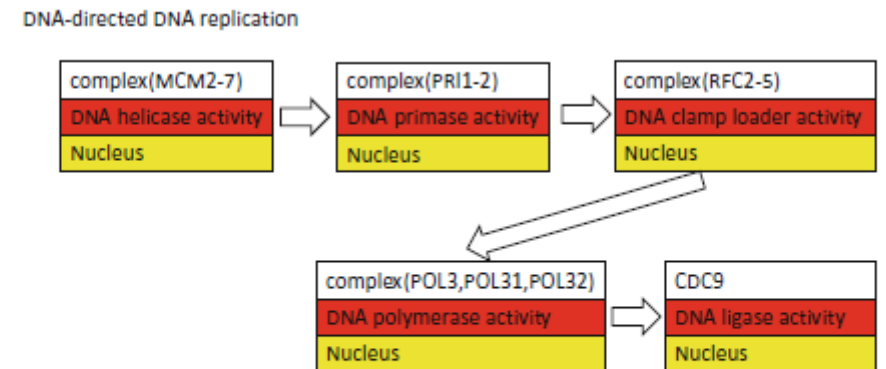 DNA-directed DNA replication
complex(MCM2-7)
DNA helicase activity
Nucleus
complex(PRI1-2)
DNA primase activity
Nucleus
complex(RFC2-5)
DNA clamp loader activity
Nucleus
complex(POL3,POL31,POL32)
DNA polymerase activity
Nucleus
CDC9
DNA ligase activity
Nucleus